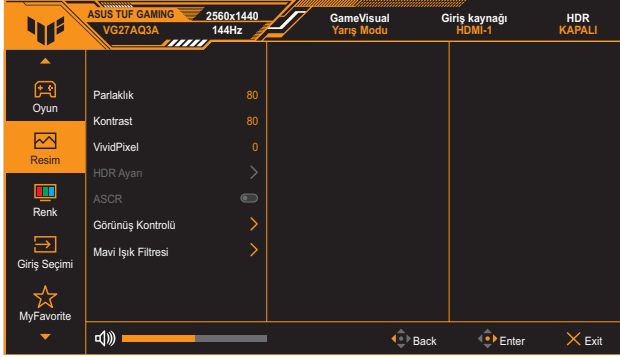 ASUS TUF GAMING 2560x1440
VG27AQ3A 144Hz
GameVisual
Yarış Modu
Giriş kaynağı
HDMI-1
HDR
KAPALI
Oyun
Resim
Renk
Giriş Seçimi
MyFavorite
Parlaklık 80
Kontrast 80
VividPixel 0
HDR Ayarı
ASCR
Görünüş Kontrolü
Mavi Işık Filtresi
Back
Enter
Exit